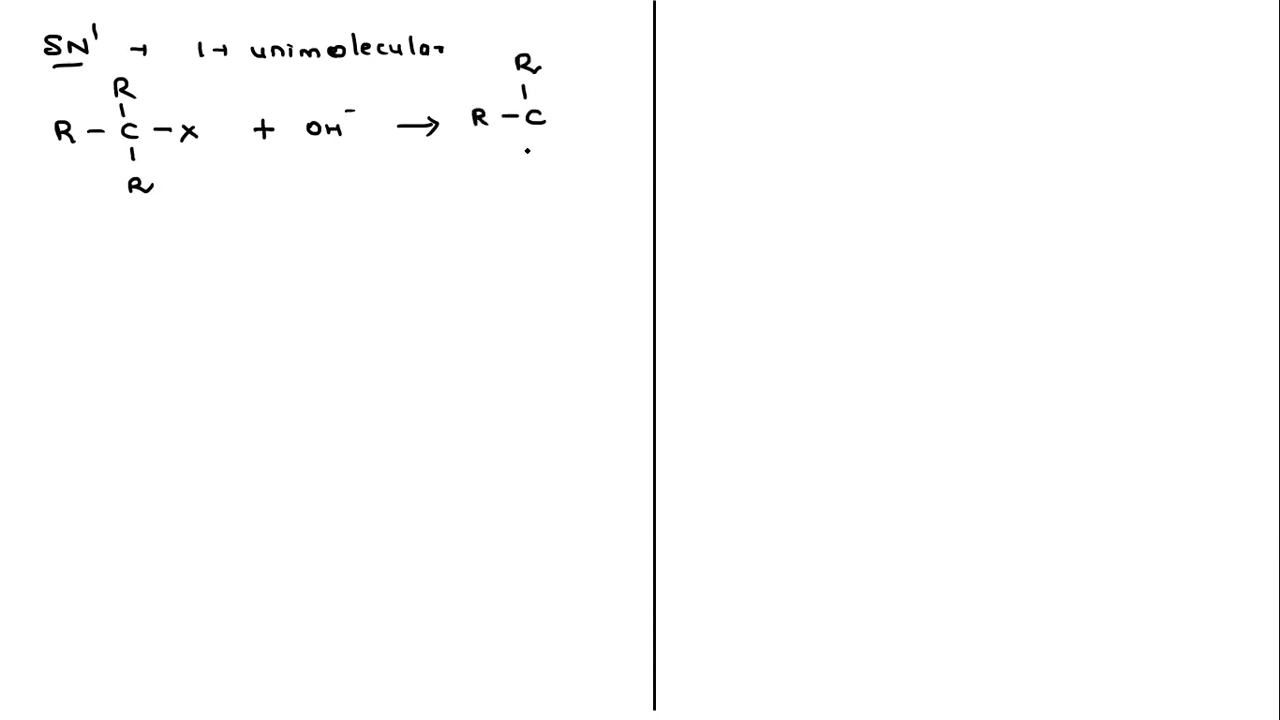 SN¹ → 1→ unimolecular
R R
R – C – X + OH⁻ → R – C
R